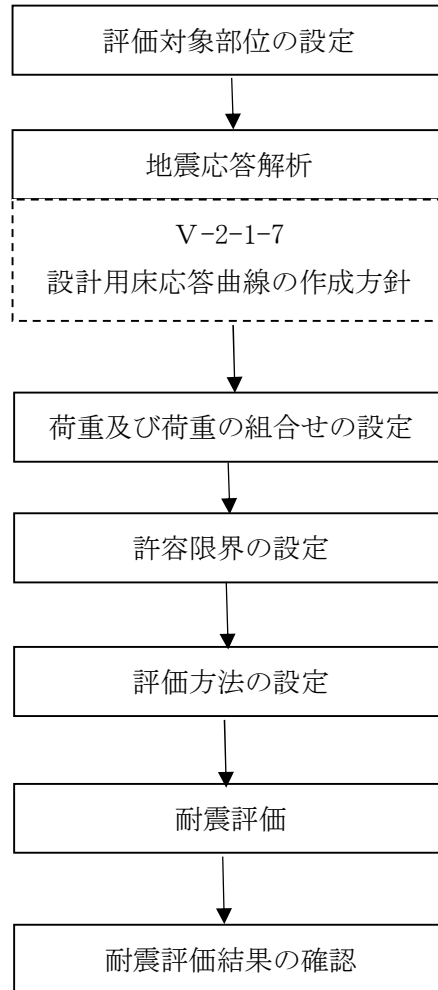 評価対象部位の設定
地震応答解析
Ⅴ-2-1-7
設計用床応答曲線の作成方針
荷重及び荷重の組合せの設定
許容限界の設定
評価方法の設定
耐震評価
耐震評価結果の確認